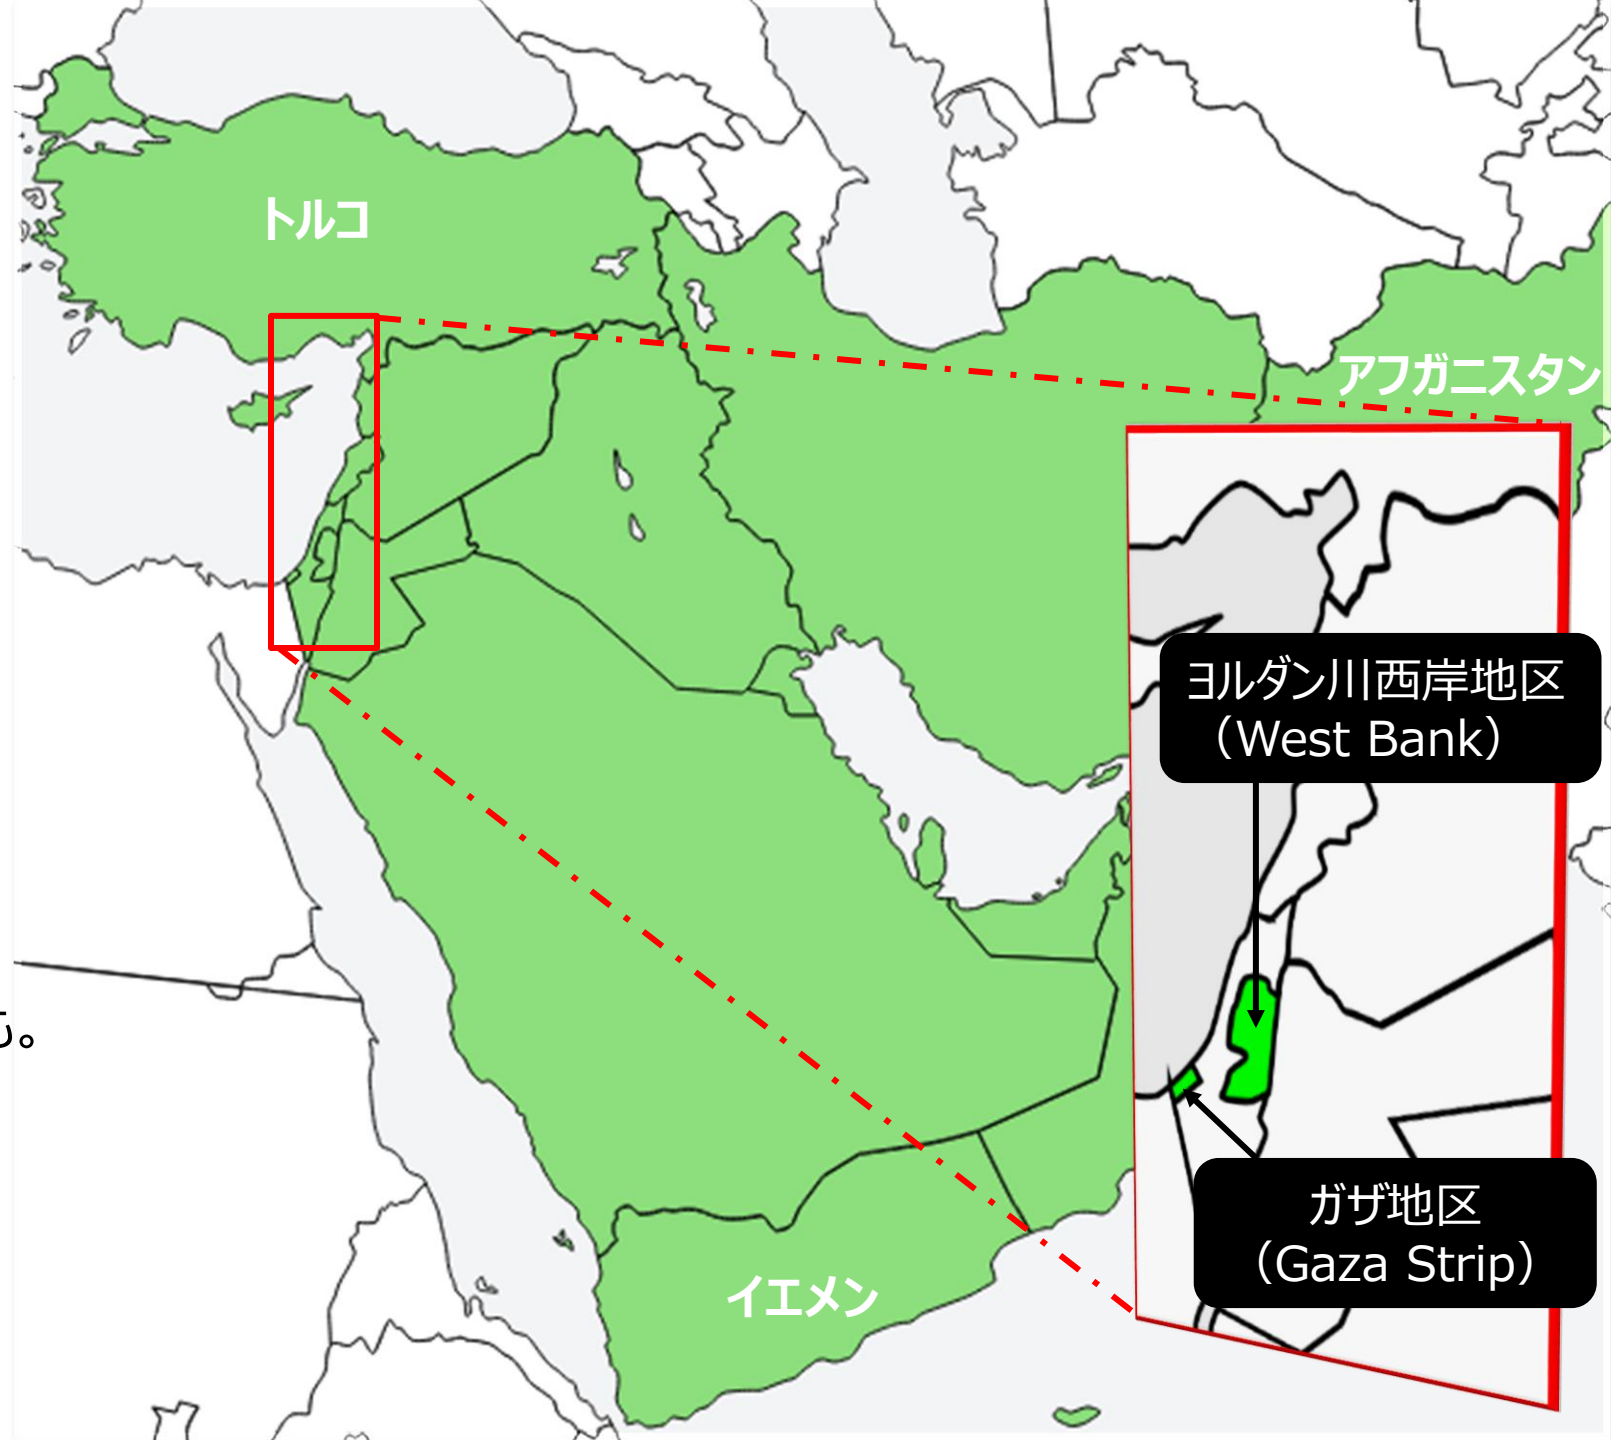 トルコ
アフガニスタン
ヨルダン川西岸地区
（West Bank）
も。
ガザ地区
（Gaza Strip）
イエメン